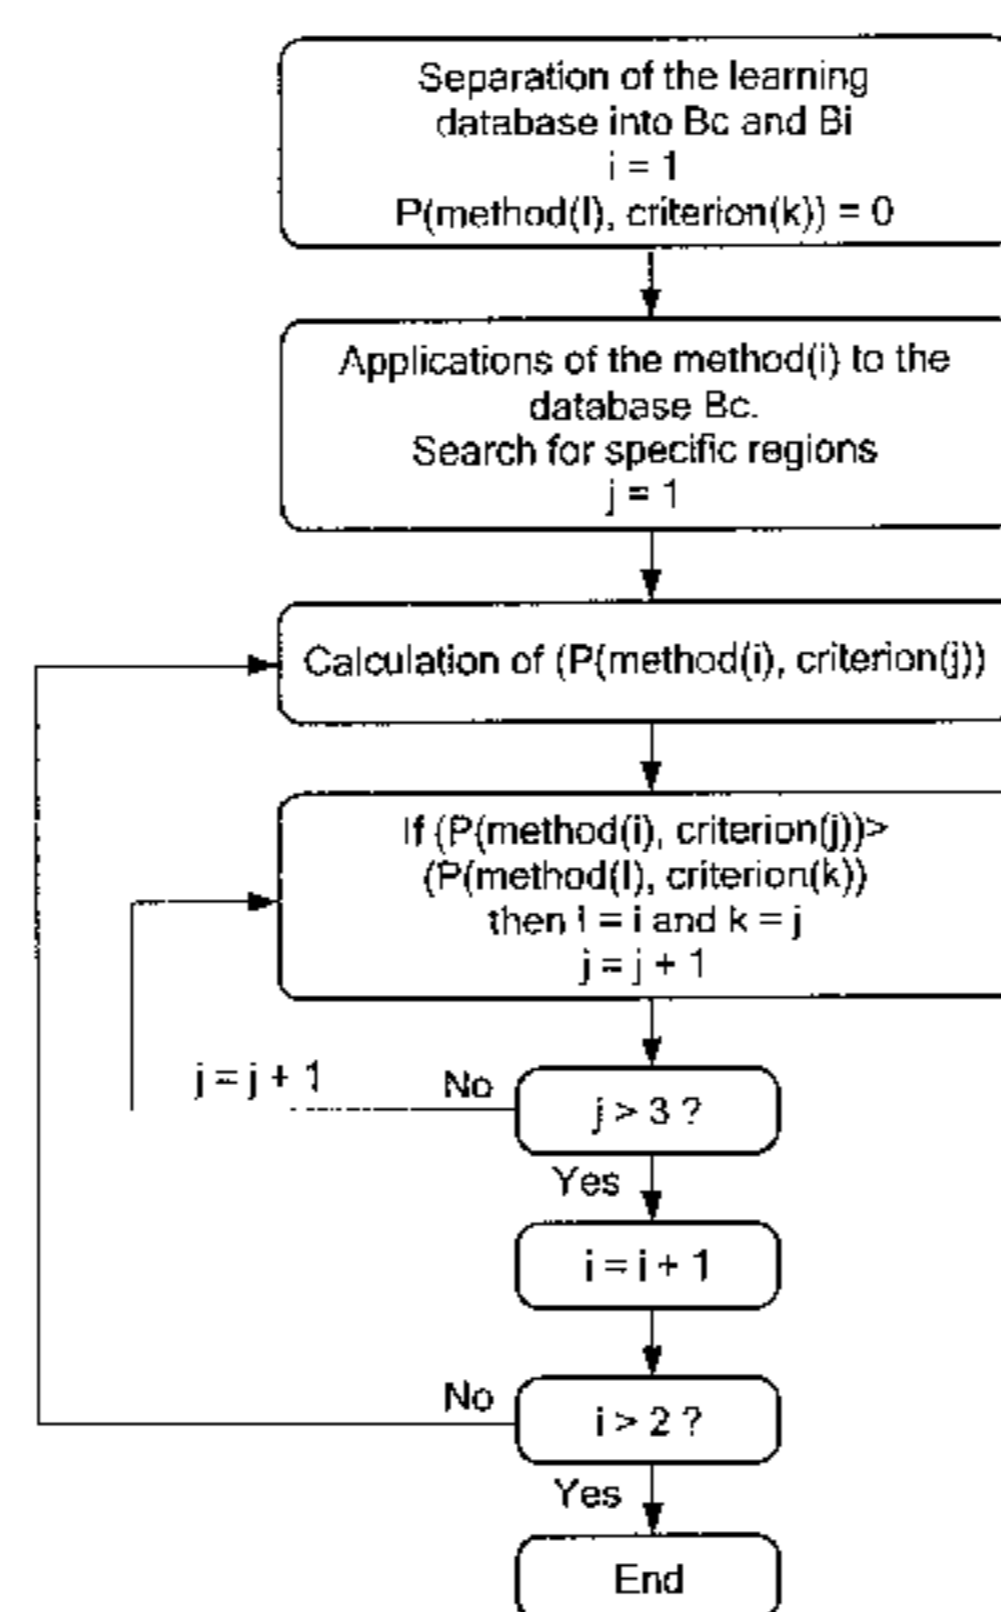 Separation of the learning
database into Bc and Bi
i = 1
P(method(l), criterion(k)) = 0
Applications of the method(i) to the
database Bc.
Search for specific regions
j = 1
Calculation of (P(method(i), criterion(j))
If (P(method(i), criterion(j))>
(P(method(l), criterion(k))
then l = i and k = j
j = j + 1
j = j + 1
No
j > 3 ?
Yes
i = i + 1
No
i > 2 ?
Yes
End